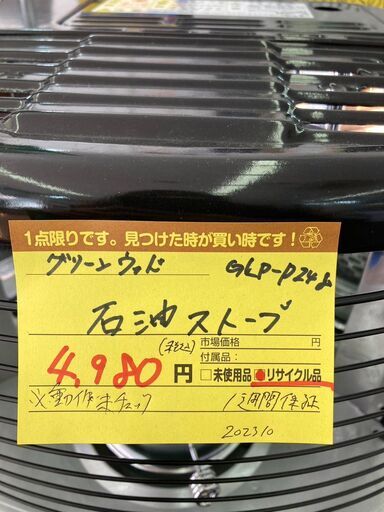 1点限りです。見つけた時が買い時です！
グリーンウッド GLP-P248
石油ストーブ
市場価格 円
(税込) 付属品：
4,980 円 □未使用品 リサイクル品
※動作未チェック 1週間保証
202310